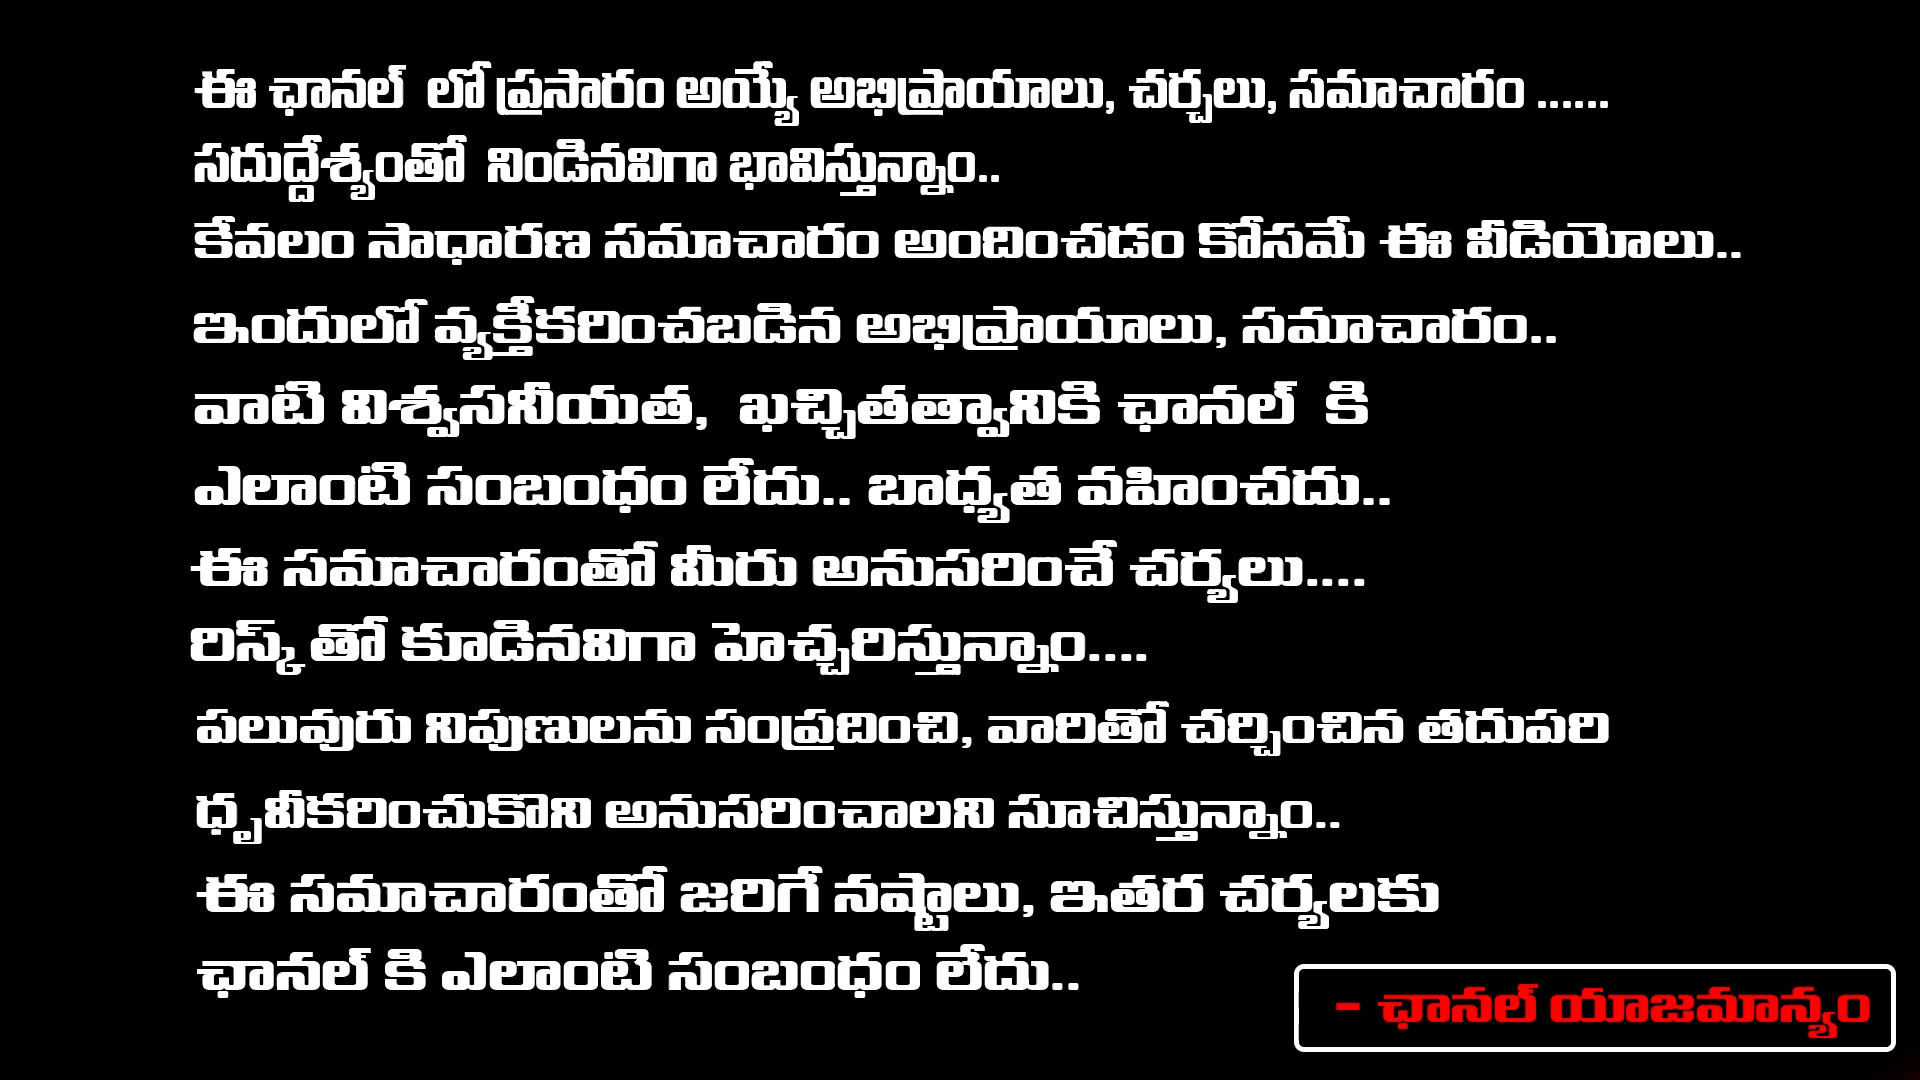 ఈ ఛానల్ లో ప్రసారం అయ్యే అభిప్రాయాలు, చర్చలు, సమాచారం ......
సదుద్దేశ్యంతో నిండినవిగా భావిస్తున్నాం..
కేవలం సాధారణ సమాచారం అందించడం కోసమే ఈ వీడియోలు..
ఇందులో వ్యక్తీకరించబడిన అభిప్రాయాలు, సమాచారం..
వాటి విశ్వసనీయత, ఖచ్చితత్వానికి ఛానల్ కి
ఎలాంటి సంబంధం లేదు.. బాధ్యత వహించదు..
ఈ సమాచారంతో మీరు అనుసరించే చర్యలు....
రిస్క్ తో కూడినవిగా హెచ్చరిస్తున్నాం....
పలువురు నిపుణులను సంప్రదించి, వారితో చర్చించిన తదుపరి
ధృవీకరించుకొని అనుసరించాలని సూచిస్తున్నాం..
ఈ సమాచారంతో జరిగే నష్టాలు, ఇతర చర్యలకు
ఛానల్ కి ఎలాంటి సంబంధం లేదు..
- ఛానల్ యాజమాన్యం